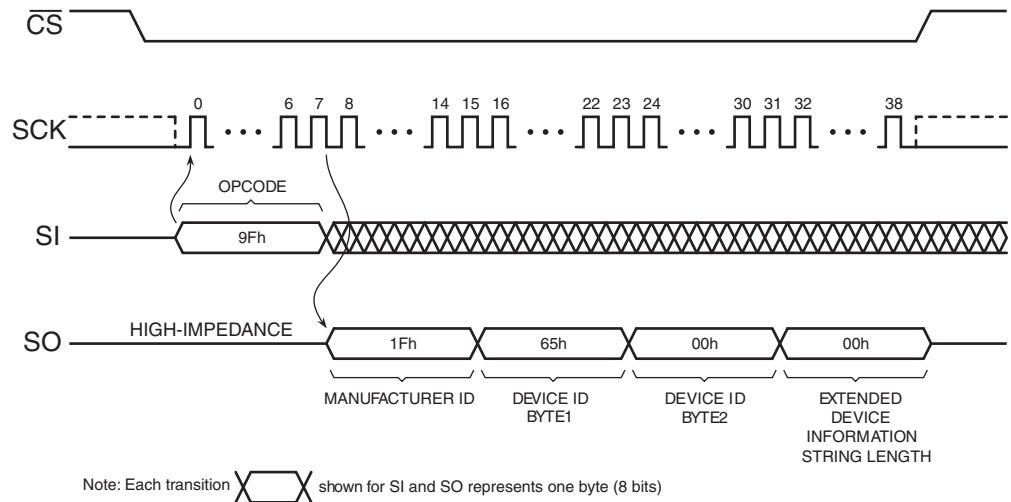 CS
SCK
0 6 7 8 14 15 16 22 23 24 30 31 32 38
OPCODE
SI
9Fh
SO
HIGH-IMPEDANCE
1Fh 65h 00h 00h
MANUFACTURER ID
DEVICE ID
BYTE1
DEVICE ID
BYTE2
EXTENDED
DEVICE
INFORMATION
STRING LENGTH
Note: Each transition shown for SI and SO represents one byte (8 bits)